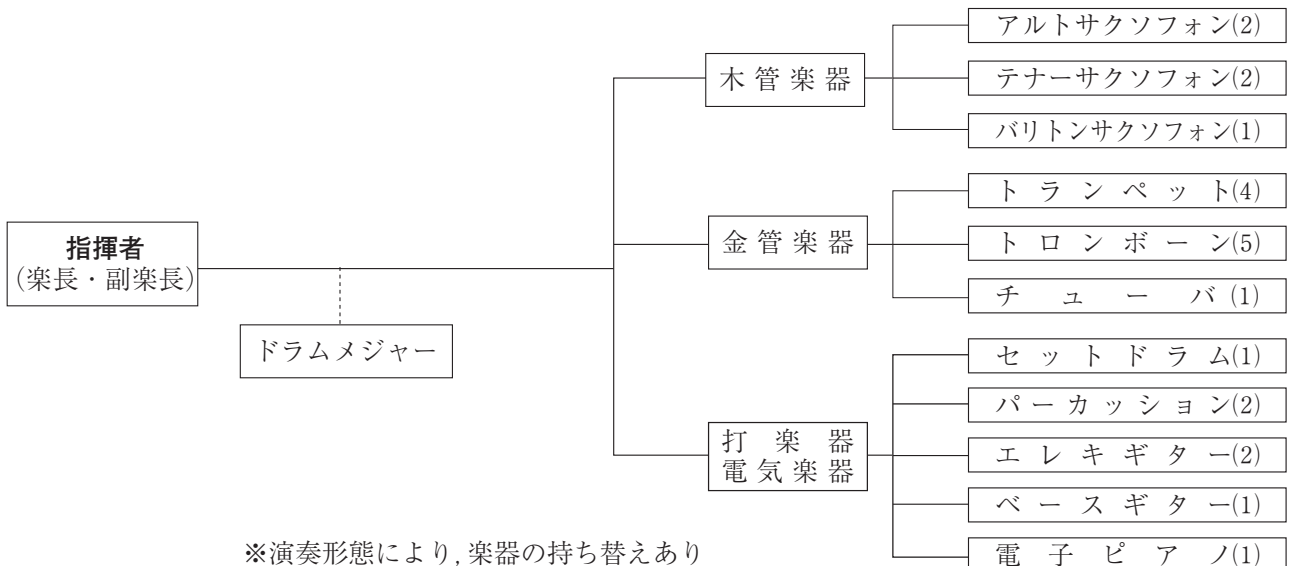 指揮者
(楽長・副楽長)
ドラムメジャー
木管楽器
アルトサクソフォン(2)
テナーサクソフォン(2)
バリトンサクソフォン(1)
金管楽器
トランペット(4)
トロンボーン(5)
チューバ(1)
打楽器
電気楽器
セットドラム(1)
パーカッション(2)
エレキギター(2)
ベースギター(1)
電子ピアノ(1)
※演奏形態により,楽器の持ち替えあり